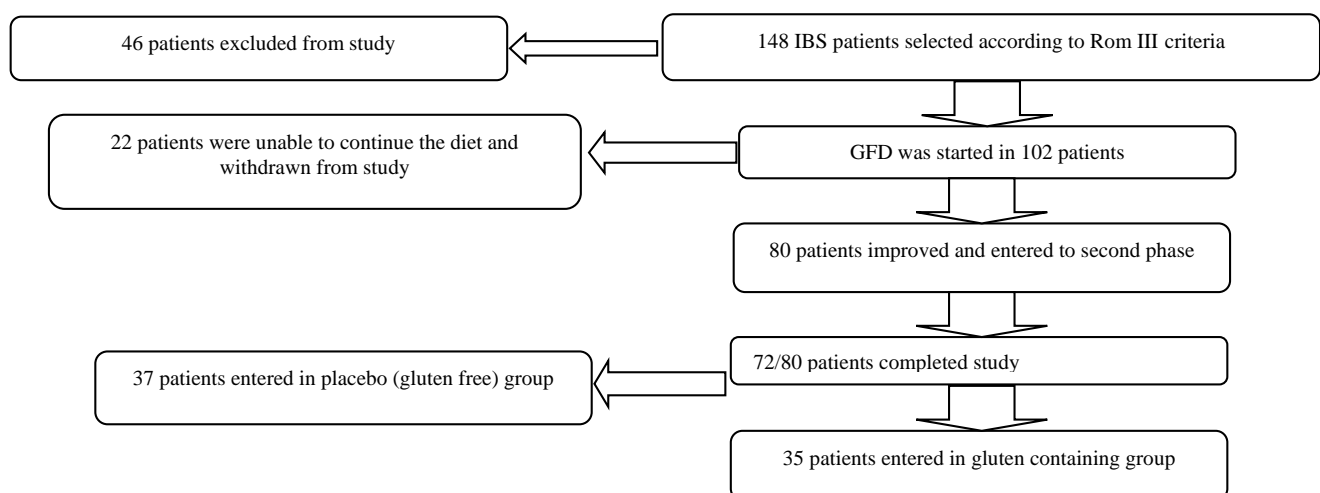 46 patients excluded from study
148 IBS patients selected according to Rom III criteria
22 patients were unable to continue the diet and
withdrawn from study
GFD was started in 102 patients
80 patients improved and entered to second phase
72/80 patients completed study
37 patients entered in placebo (gluten free) group
35 patients entered in gluten containing group